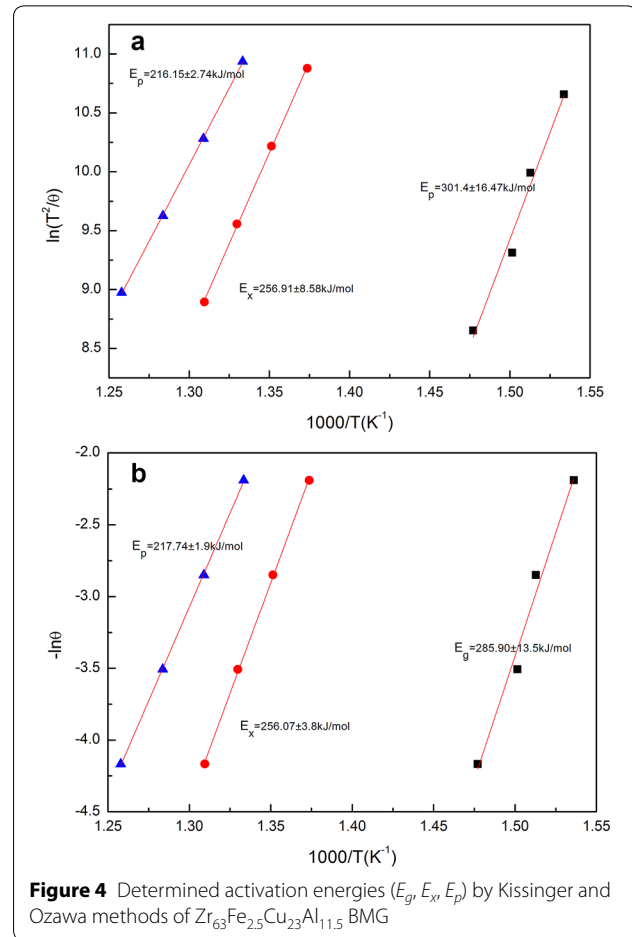 a
11.0
10.5
10.0
9.5
9.0
8.5
ln(T²/θ)
Eₚ=216.15±2.74kJ/mol
Eₚ=301.4±16.47kJ/mol
Eₓ=256.91±8.58kJ/mol
1.25 1.30 1.35 1.40 1.45 1.50 1.55
1000/T(K⁻¹)
b
-2.0
-2.5
-3.0
-3.5
-4.0
-4.5
-lnθ
Eₚ=217.74±1.9kJ/mol
E_g=285.90±13.5kJ/mol
Eₓ=256.07±3.8kJ/mol
1.25 1.30 1.35 1.40 1.45 1.50 1.55
1000/T(K⁻¹)
Figure 4 Determined activation energies (E_g, Eₓ, Eₚ) by Kissinger and
Ozawa methods of Zr₆₃Fe₂.₅Cu₂₃Al₁₁.₅ BMG